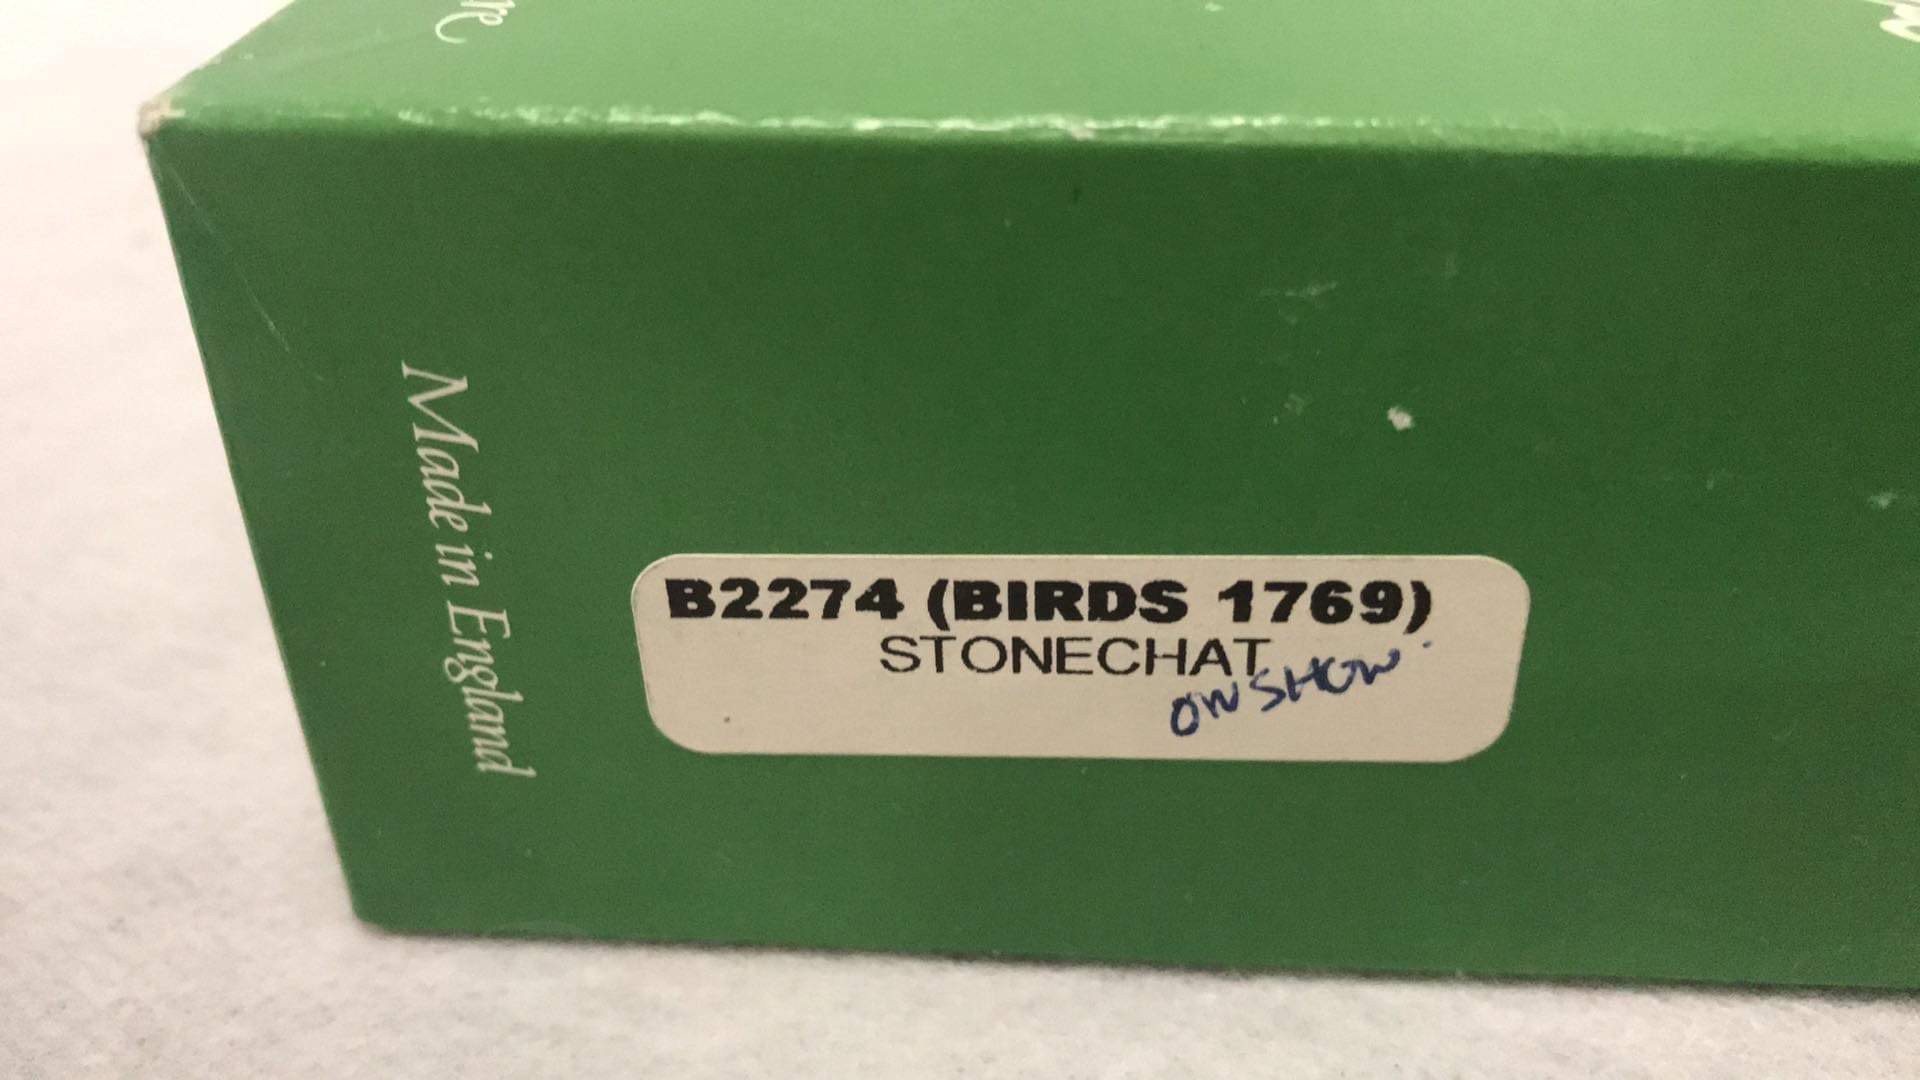 Made in England
B2274 (BIRDS 1769)
STONECHAT
ON SHOW